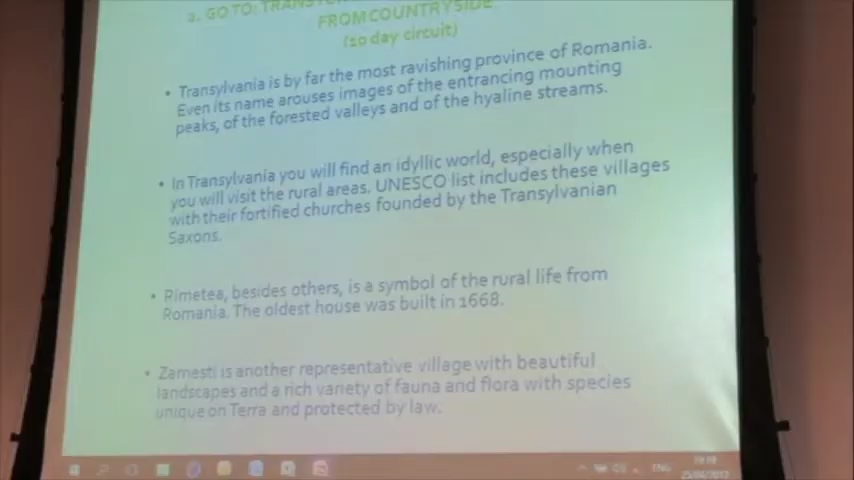 2. GO TO:
FROM COUNTRYSIDE
(10 day circuit)
• Transylvania is by far the most ravishing province of Romania.
Even its name arouses images of the entrancing mounting
peaks, of the forested valleys and of the hyaline streams.
• In Transylvania you will find an idyllic world, especially when
you will visit the rural areas. UNESCO list includes these villages
with their fortified churches founded by the Transylvanian
Saxons.
• Rimetea, besides others, is a symbol of the rural life from
Romania. The oldest house was built in 1668.
• Zarnesti is another representative village with beautiful
landscapes and a rich variety of fauna and flora with species
unique on Terra and protected by law.
ENG